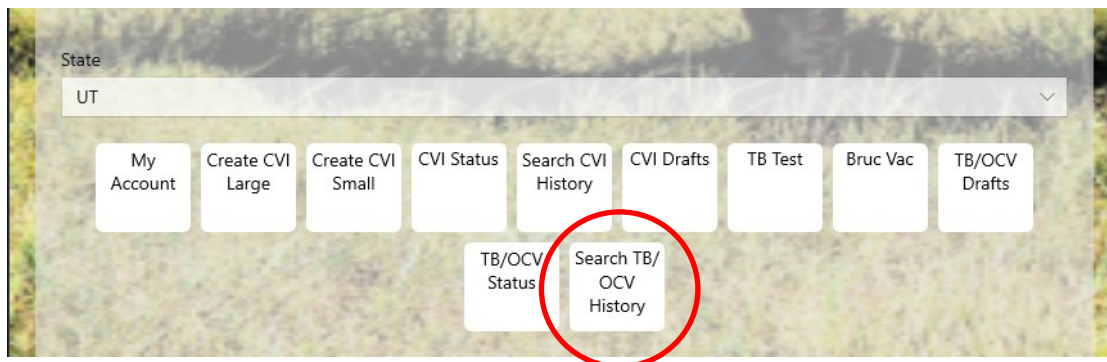 State
UT
My
Account
Create CVI
Large
Create CVI
Small
CVI Status
Search CVI
History
CVI Drafts
TB Test
Bruc Vac
TB/OCV
Drafts
TB/OCV
Status
Search TB/
OCV
History